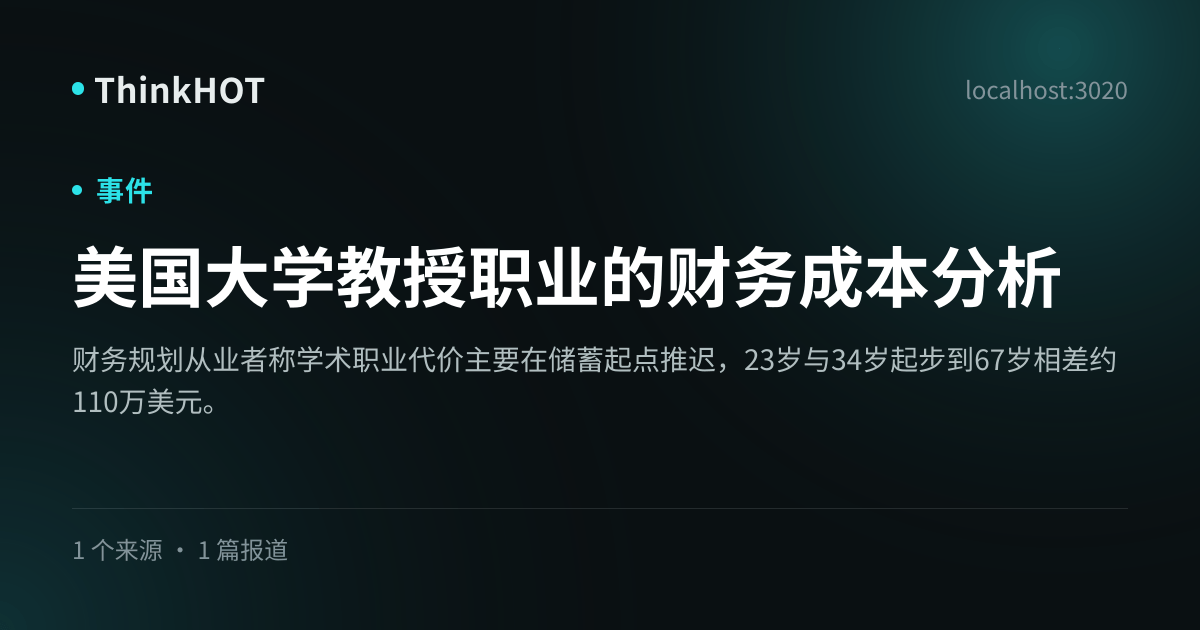 ThinkHOT
localhost:3020
事件
美国大学教授职业的财务成本分析
财务规划从业者称学术职业代价主要在储蓄起点推迟，23岁与34岁起步到67岁相差约
110万美元。
1 个来源 · 1 篇报道